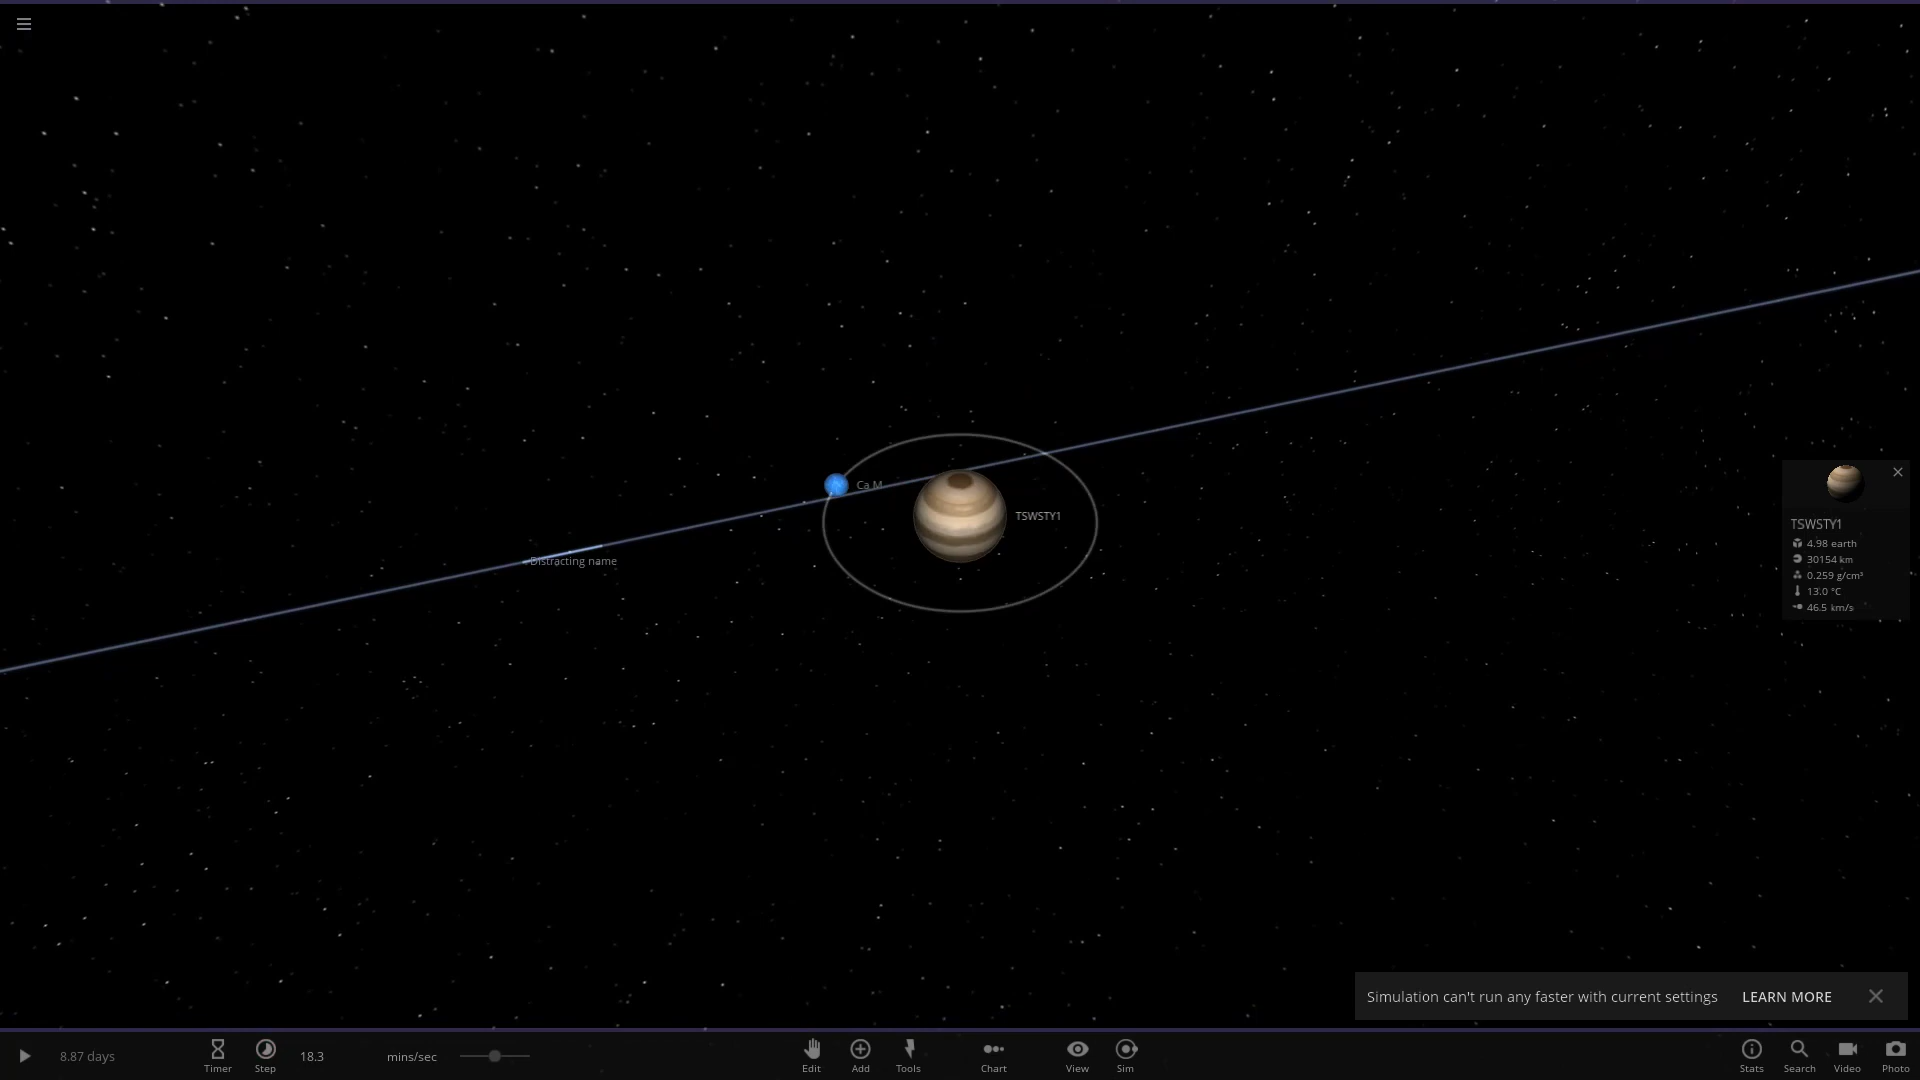 Ca M
TSWSTY1
Distracting name
TSWSTY1
4.98 earth
30154 km
0.259 g/cm³
13.0 °C
46.5 km/s
Simulation can't run any faster with current settings LEARN MORE
8.87 days
Timer
Step
18.3
mins/sec
Edit
Add
Tools
Chart
View
Sim
Stats
Search
Video
Photo